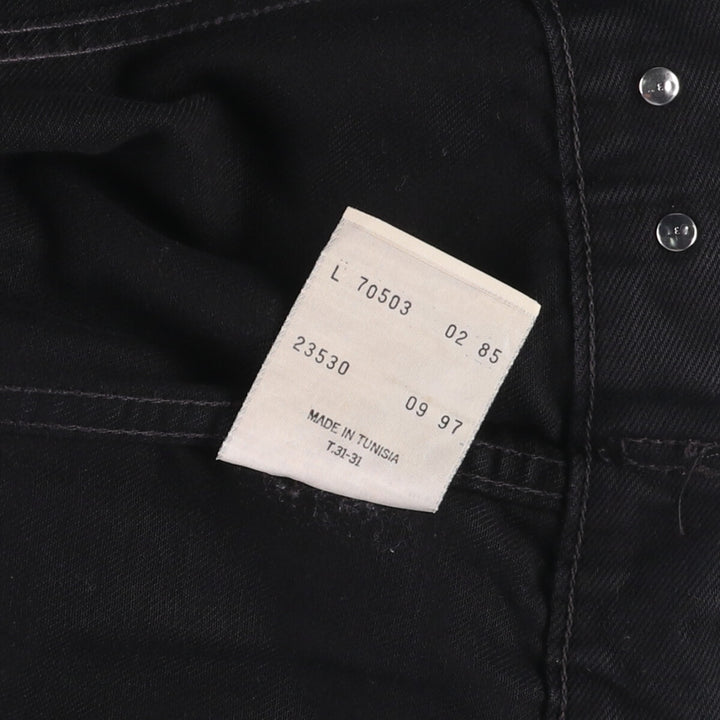 L 70503 02 85
23530 09 97
MADE IN TUNISIA
T.31-31